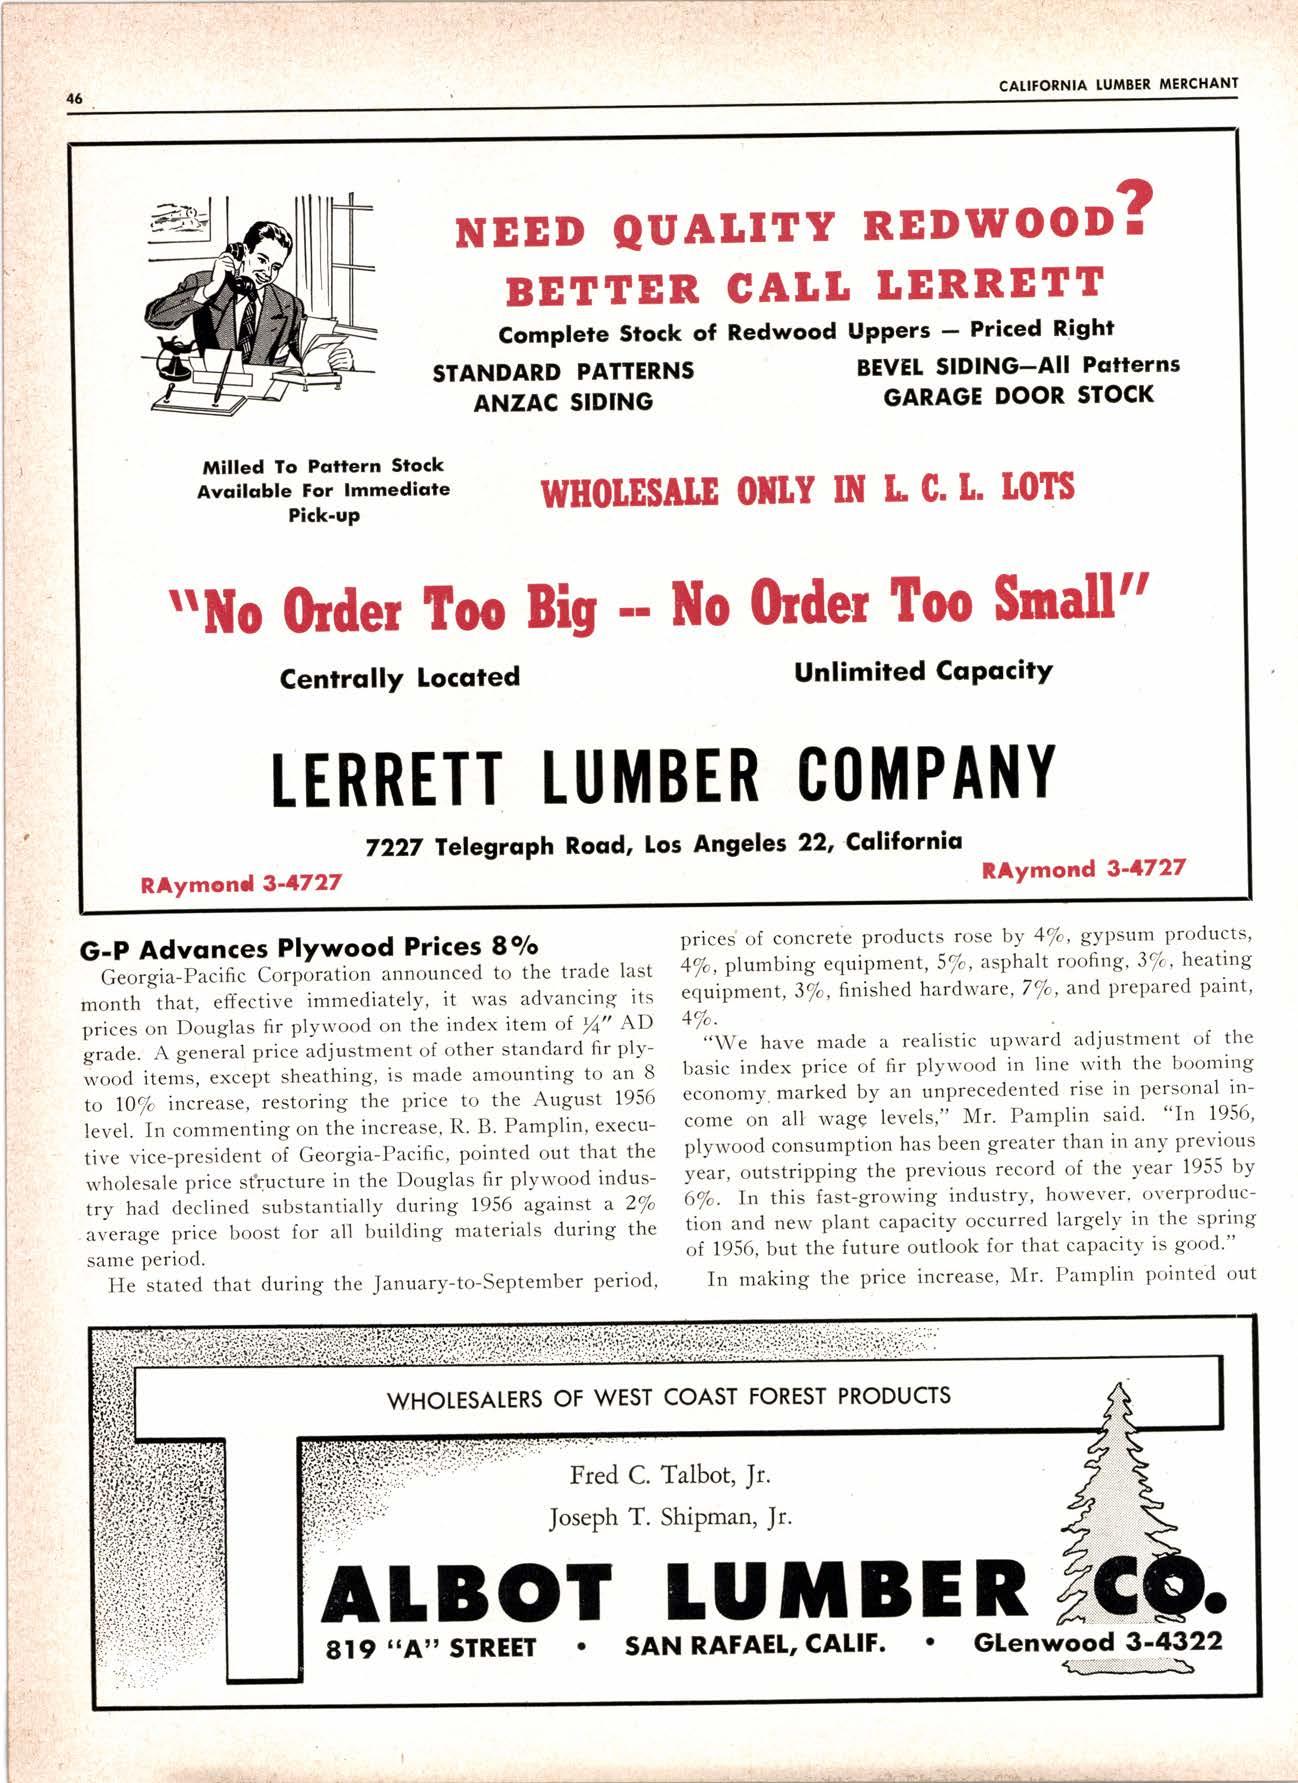 46
CALIFORNIA LUMBER MERCHANT
NEED QUALITY REDWOOD?
BETTER CALL LERRETT
Complete Stock of Redwood Uppers — Priced Right
STANDARD PATTERNS
ANZAC SIDING
BEVEL SIDING—All Patterns
GARAGE DOOR STOCK
Milled To Pattern Stock
Available For Immediate
Pick-up
WHOLESALE ONLY IN L. C. L. LOTS
"No Order Too Big -- No Order Too Small"
Centrally Located
Unlimited Capacity
LERRETT LUMBER COMPANY
7227 Telegraph Road, Los Angeles 22, California
RAymond 3-4727
RAymond 3-4727
G-P Advances Plywood Prices 8%
Georgia-Pacific Corporation announced to the trade last
month that, effective immediately, it was advancing its
prices on Douglas fir plywood on the index item of ¼" AD
grade. A general price adjustment of other standard fir ply-
wood items, except sheathing, is made amounting to an 8
to 10% increase, restoring the price to the August 1956
level. In commenting on the increase, R. B. Pamplin, execu-
tive vice-president of Georgia-Pacific, pointed out that the
wholesale price structure in the Douglas fir plywood indus-
try had declined substantially during 1956 against a 2%
average price boost for all building materials during the
same period.
He stated that during the January-to-September period,
prices of concrete products rose by 4%, gypsum products,
4%, plumbing equipment, 5%, asphalt roofing, 3%, heating
equipment, 3%, finished hardware, 7%, and prepared paint,
4%.
"We have made a realistic upward adjustment of the
basic index price of fir plywood in line with the booming
economy marked by an unprecedented rise in personal in-
come on all wage levels," Mr. Pamplin said. "In 1956,
plywood consumption has been greater than in any previous
year, outstripping the previous record of the year 1955 by
6%. In this fast-growing industry, however, overproduc-
tion and new plant capacity occurred largely in the spring
of 1956, but the future outlook for that capacity is good."
In making the price increase, Mr. Pamplin pointed out
WHOLESALERS OF WEST COAST FOREST PRODUCTS
Fred C. Talbot, Jr.
Joseph T. Shipman, Jr.
TALBOT LUMBER CO.
819 "A" STREET • SAN RAFAEL, CALIF. • GLenwood 3-4322